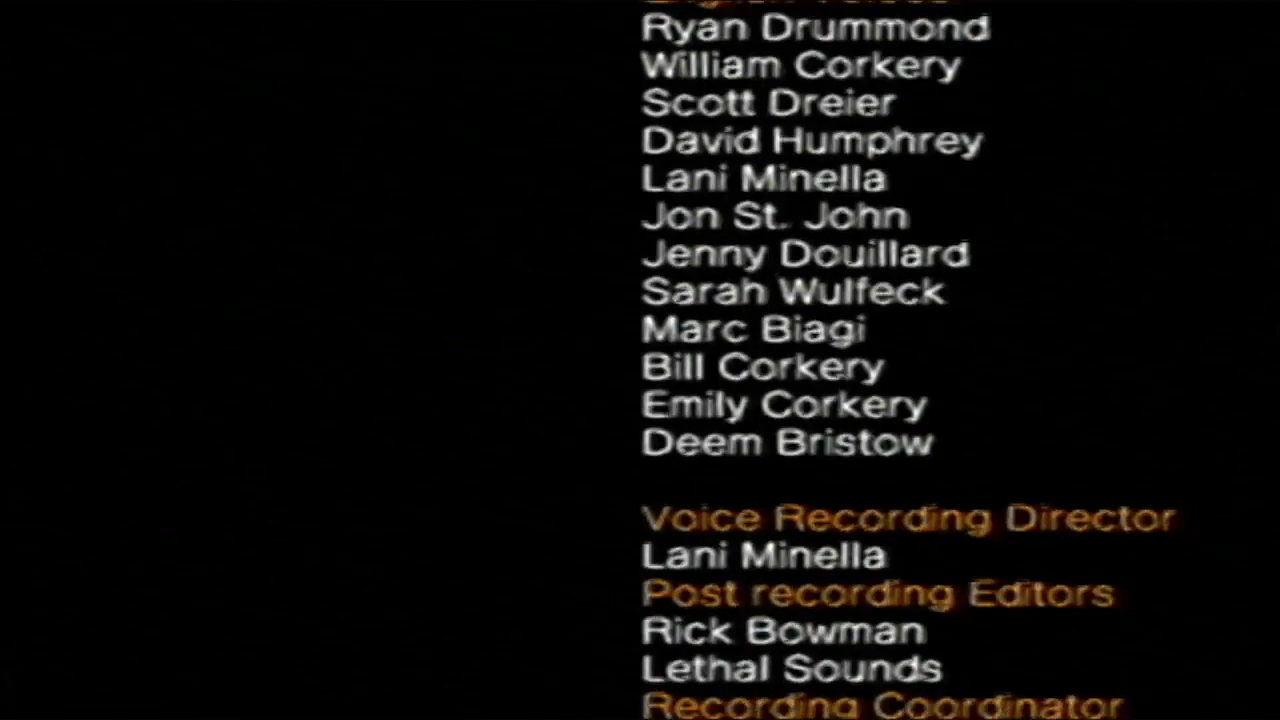 Ryan Drummond
William Corkery
Scott Dreier
David Humphrey
Lani Minella
Jon St. John
Jenny Douillard
Sarah Wulfeck
Marc Biagi
Bill Corkery
Emily Corkery
Deem Bristow
Voice Recording Director
Lani Minella
Post recording Editors
Rick Bowman
Lethal Sounds
Recording Coordinator